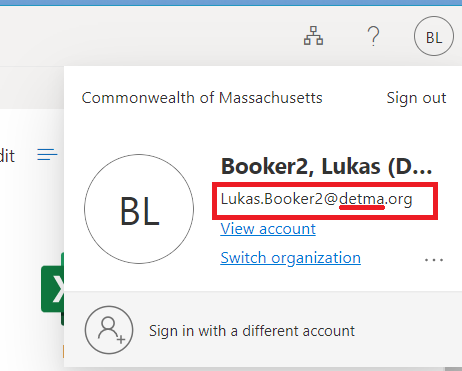 BL
Commonwealth of Massachusetts Sign out
dit
Booker2, Lukas (D...
BL
Lukas.Booker2@detma.org
View account
Switch organization
X
Sign in with a different account